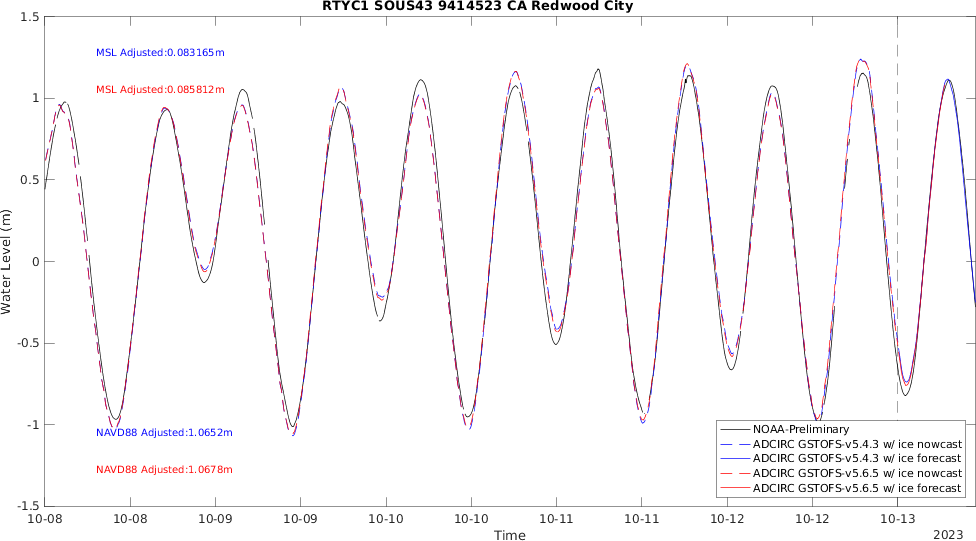 RTYC1 SOUS43 9414523 CA Redwood City
1.5
1
0.5
0
-0.5
-1
-1.5
Water Level (m)
MSL Adjusted:0.083165m
MSL Adjusted:0.085812m
NAVD88 Adjusted:1.0652m
NAVD88 Adjusted:1.0678m
NOAA-Preliminary
ADCIRC GSTOFS-v5.4.3 w/ ice nowcast
ADCIRC GSTOFS-v5.4.3 w/ ice forecast
ADCIRC GSTOFS-v5.6.5 w/ ice nowcast
ADCIRC GSTOFS-v5.6.5 w/ ice forecast
10-08 10-08 10-09 10-09 10-10 10-10 10-11 10-11 10-12 10-12 10-13
Time
2023